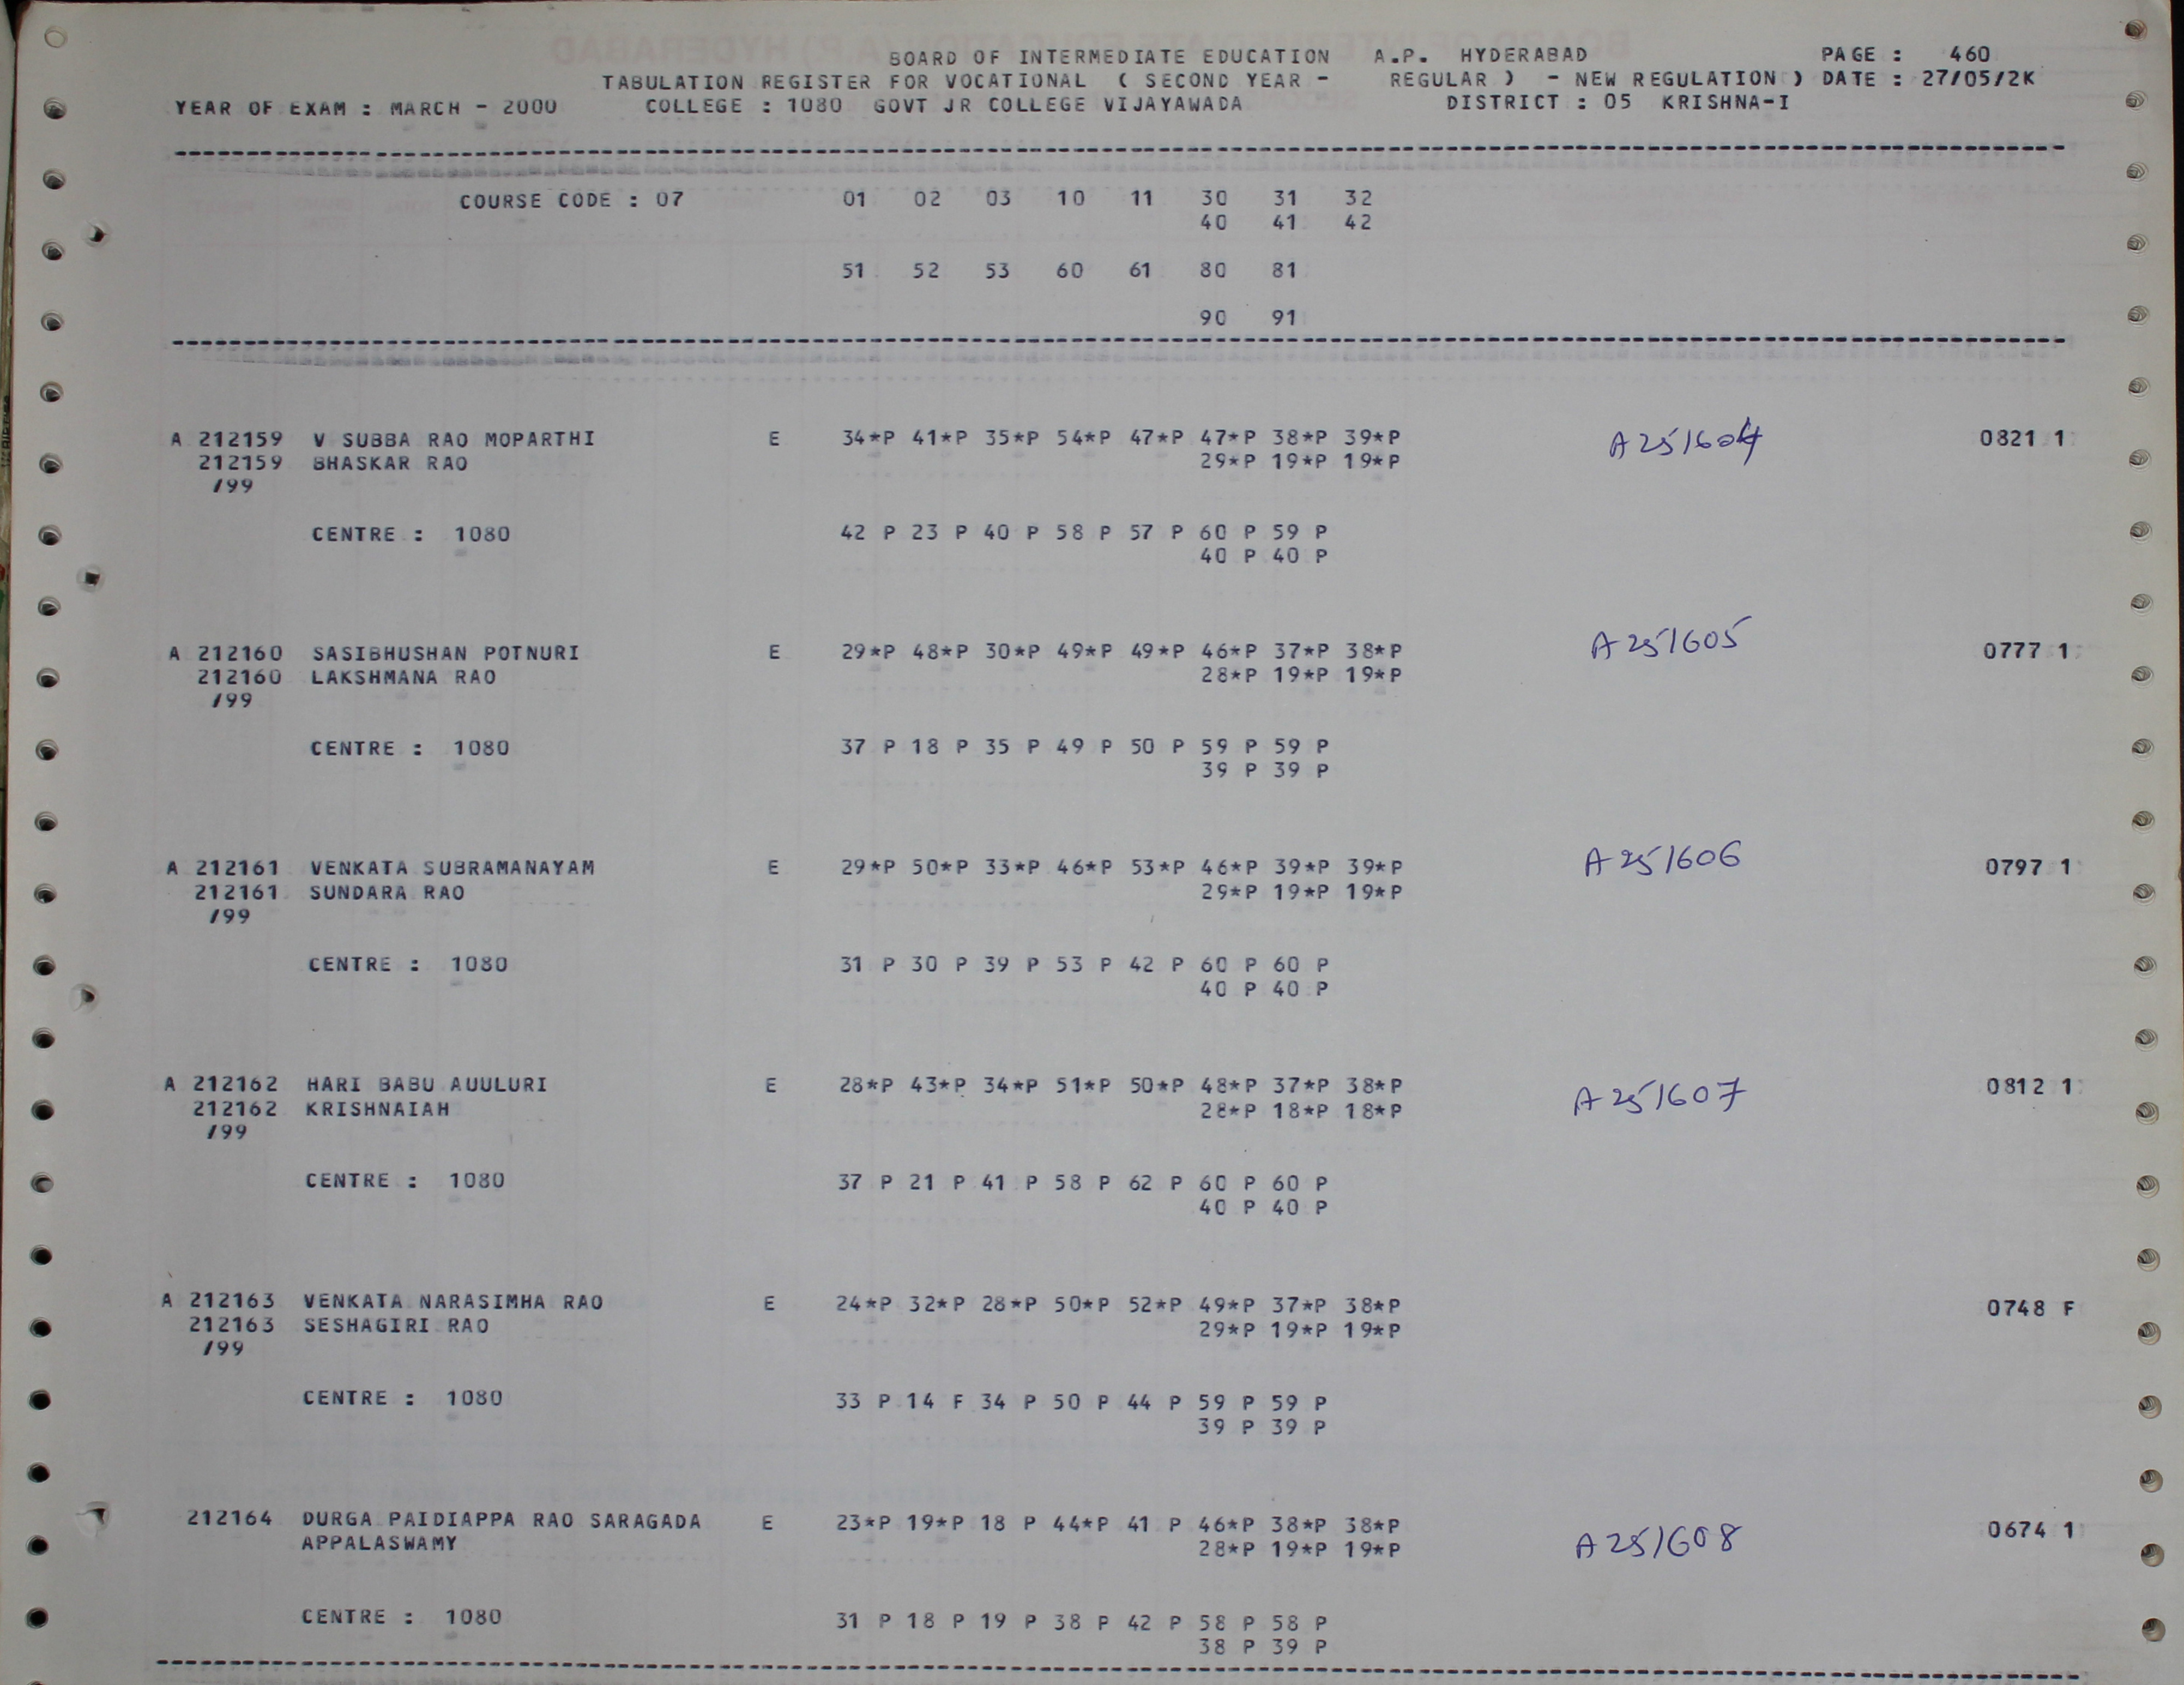 BOARD OF INTERMEDIATE EDUCATION A.P. HYDERABAD PAGE : 460
TABULATION REGISTER FOR VOCATIONAL ( SECOND YEAR - REGULAR ) - NEW REGULATION ) DATE : 27/05/2K
YEAR OF EXAM : MARCH - 2000 COLLEGE : 1080 GOVT JR COLLEGE VIJAYAWADA DISTRICT : 05 KRISHNA-I
COURSE CODE : 07 01 02 03 10 11 30 31 32
40 41 42
51 52 53 60 61 80 81
90 91
A 212159 V SUBBA RAO MOPARTHI E 34*P 41*P 35*P 54*P 47*P 47*P 38*P 39*P A251604 0821 1
212159 BHASKAR RAO 29*P 19*P 19*P
/99
CENTRE : 1080 42 P 23 P 40 P 58 P 57 P 60 P 59 P
40 P 40 P
A 212160 SASIBHUSHAN POTNURI E 29*P 48*P 30*P 49*P 49*P 46*P 37*P 38*P A251605 0777 1
212160 LAKSHMANA RAO 28*P 19*P 19*P
/99
CENTRE : 1080 37 P 18 P 35 P 49 P 50 P 59 P 59 P
39 P 39 P
A 212161 VENKATA SUBRAMANAYAM E 29*P 50*P 33*P 46*P 53*P 46*P 39*P 39*P A251606 0797 1
212161 SUNDARA RAO 29*P 19*P 19*P
/99
CENTRE : 1080 31 P 30 P 39 P 53 P 42 P 60 P 60 P
40 P 40 P
A 212162 HARI BABU AUULURI E 28*P 43*P 34*P 51*P 50*P 48*P 37*P 38*P A251607 0812 1
212162 KRISHNAIAH 28*P 18*P 18*P
/99
CENTRE : 1080 37 P 21 P 41 P 58 P 62 P 60 P 60 P
40 P 40 P
A 212163 VENKATA NARASIMHA RAO E 24*P 32*P 28*P 50*P 52*P 49*P 37*P 38*P 0748 F
212163 SESHAGIRI RAO 29*P 19*P 19*P
/99
CENTRE : 1080 33 P 14 F 34 P 50 P 44 P 59 P 59 P
39 P 39 P
212164 DURGA PAIDIAPPA RAO SARAGADA E 23*P 19*P 18 P 44*P 41 P 46*P 38*P 38*P A251608 0674 1
APPALASWAMY 28*P 19*P 19*P
CENTRE : 1080 31 P 18 P 19 P 38 P 42 P 58 P 58 P
38 P 39 P